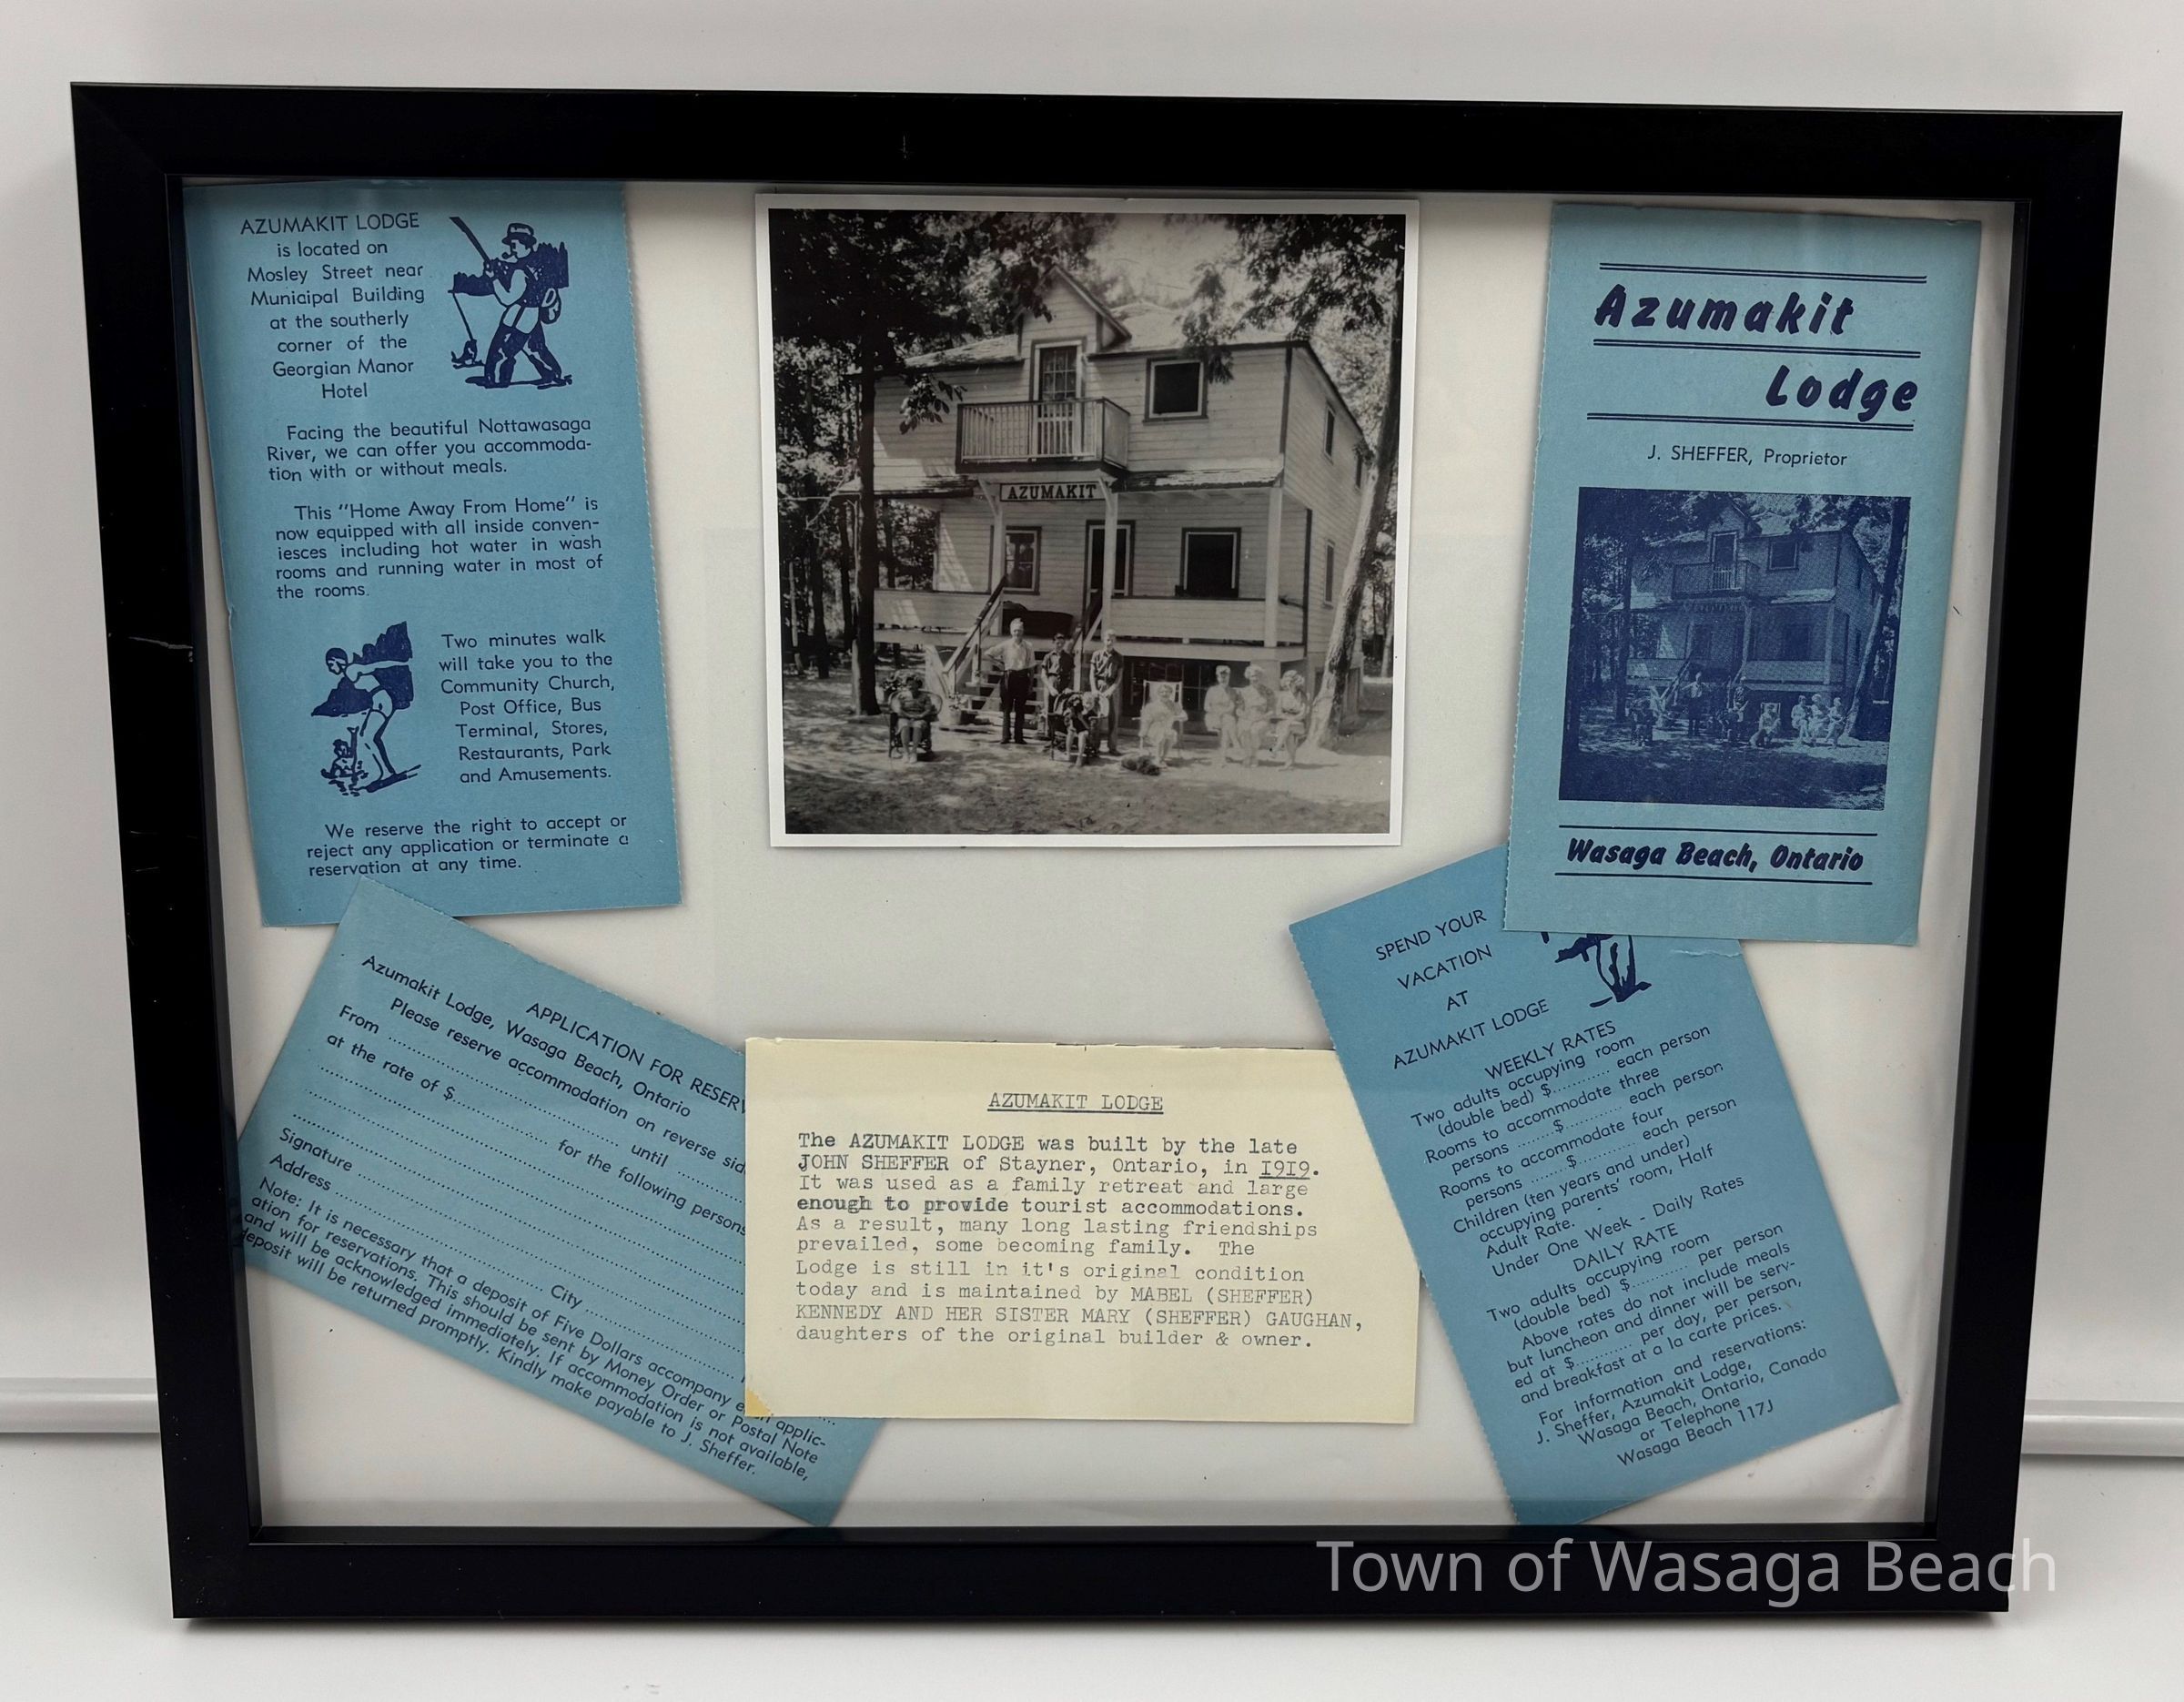 AZUMAKIT LODGE
is located on
Mosley Street near
Municipal Building
at the southerly
corner of the
Georgian Manor
Hotel
Facing the beautiful Nottawasaga
River, we can offer you accommoda-
tion with or without meals.
This "Home Away From Home" is
now equipped with all inside conven-
iesces including hot water in wash
rooms and running water in most of
the rooms.
Two minutes walk
will take you to the
Community Church,
Post Office, Bus
Terminal, Stores,
Restaurants, Park
and Amusements.
We reserve the right to accept or
reject any application or terminate a
reservation at any time.
AZUMAKIT
Azumakit
Lodge
J. SHEFFER, Proprietor
AZUMAKIT
Wasaga Beach, Ontario
APPLICATION FOR RESERV
Azumakit Lodge, Wasaga Beach, Ontario
Please reserve accommodation on reverse sid
From .......... until ..........
at the rate of $.......... for the following persons
Signature ..........
Address .......... City ..........
Note: It is necessary that a deposit of Five Dollars accompany each applic-
ation for reservations. This should be sent by Money Order or Postal Note
and will be acknowledged immediately. If accommodation is not available,
deposit will be returned promptly. Kindly make payable to J. Sheffer.
AZUMAKIT LODGE
The AZUMAKIT LODGE was built by the late
JOHN SHEFFER of Stayner, Ontario, in 1919.
It was used as a family retreat and large
enough to provide tourist accommodations.
As a result, many long lasting friendships
prevailed, some becoming family. The
Lodge is still in it's original condition
today and is maintained by MABEL (SHEFFER)
KENNEDY AND HER SISTER MARY (SHEFFER) GAUGHAN,
daughters of the original builder & owner.
SPEND YOUR
VACATION
AT
AZUMAKIT LODGE
WEEKLY RATES
Two adults occupying room
(double bed) $.......... each person
Rooms to accommodate three
persons ........$.......... each person
Rooms to accommodate four
persons ........$.......... each person
Children (ten years and under)
occupying parents' room, Half
Adult Rate.
Under One Week - Daily Rates
DAILY RATE
Two adults occupying room
(double bed) $.......... per person
Above rates do not include meals
but luncheon and dinner will be serv-
ed at $.......... per day, per person,
and breakfast at a la carte prices.
For information and reservations:
J. Sheffer, Azumakit Lodge,
Wasaga Beach, Ontario, Canada
or Telephone
Wasaga Beach 117J
Town of Wasaga Beach